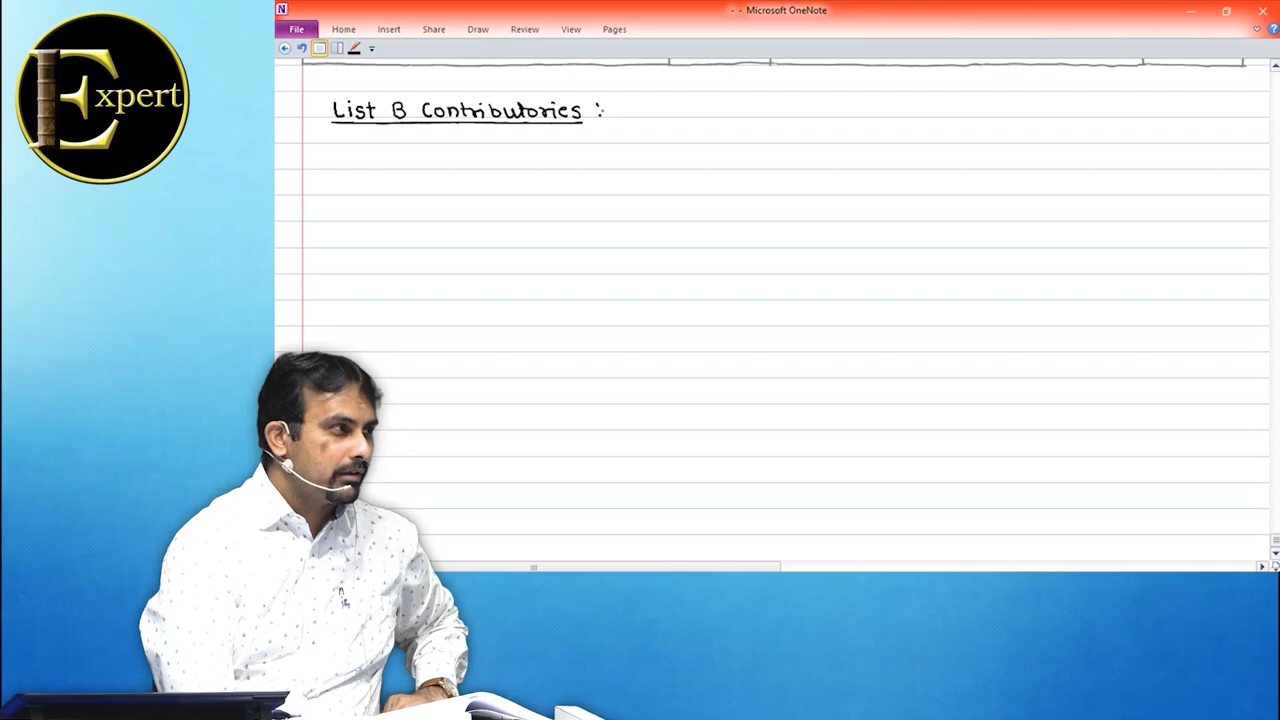 Expert
- - Microsoft OneNote
File Home Insert Share Draw Review View Pages
List B Contributories :